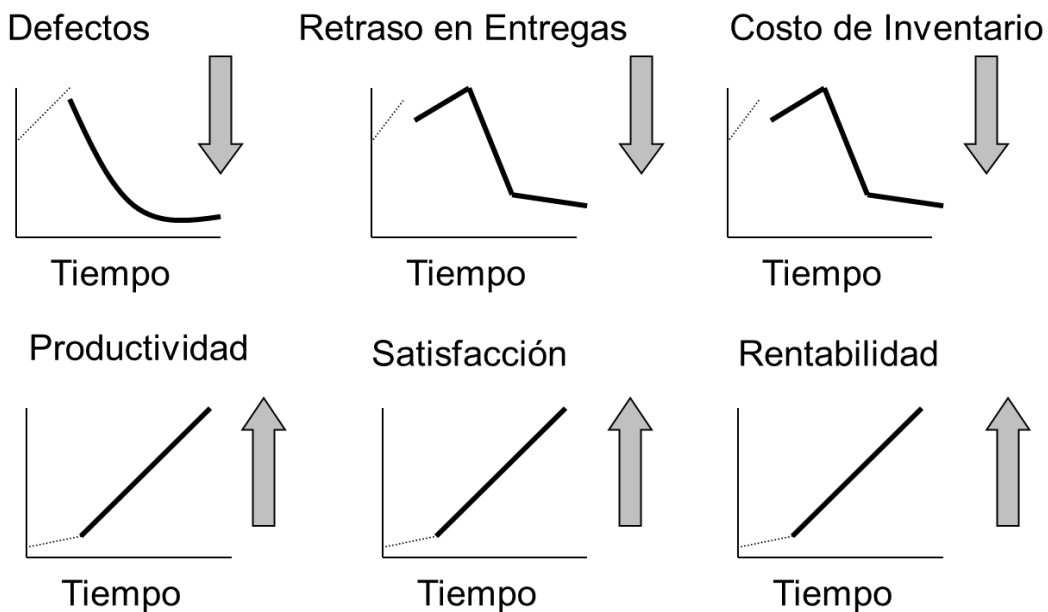 Defectos
Retraso en Entregas
Costo de Inventario
Tiempo
Tiempo
Tiempo
Productividad
Satisfacción
Rentabilidad
Tiempo
Tiempo
Tiempo